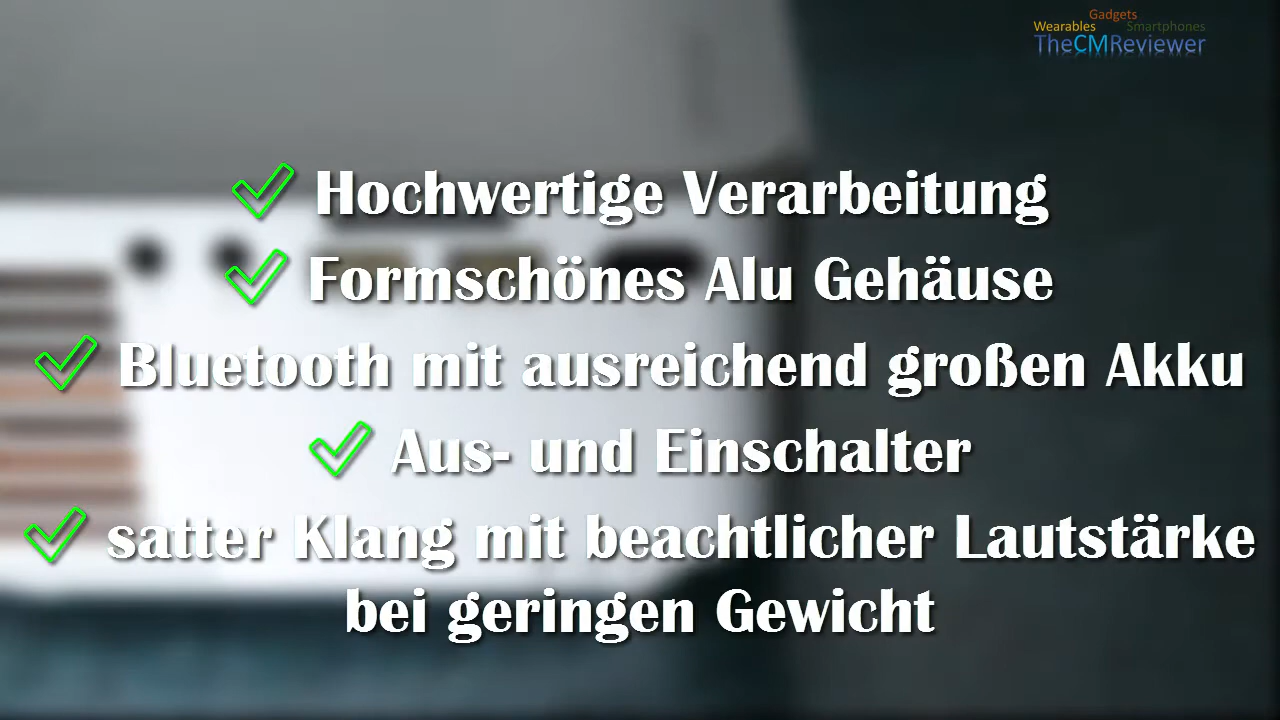 Gadgets
Wearables Smartphones
TheCMReviewer
Hochwertige Verarbeitung
Formschönes Alu Gehäuse
Bluetooth mit ausreichend großen Akku
Aus- und Einschalter
satter Klang mit beachtlicher Lautstärke
bei geringen Gewicht